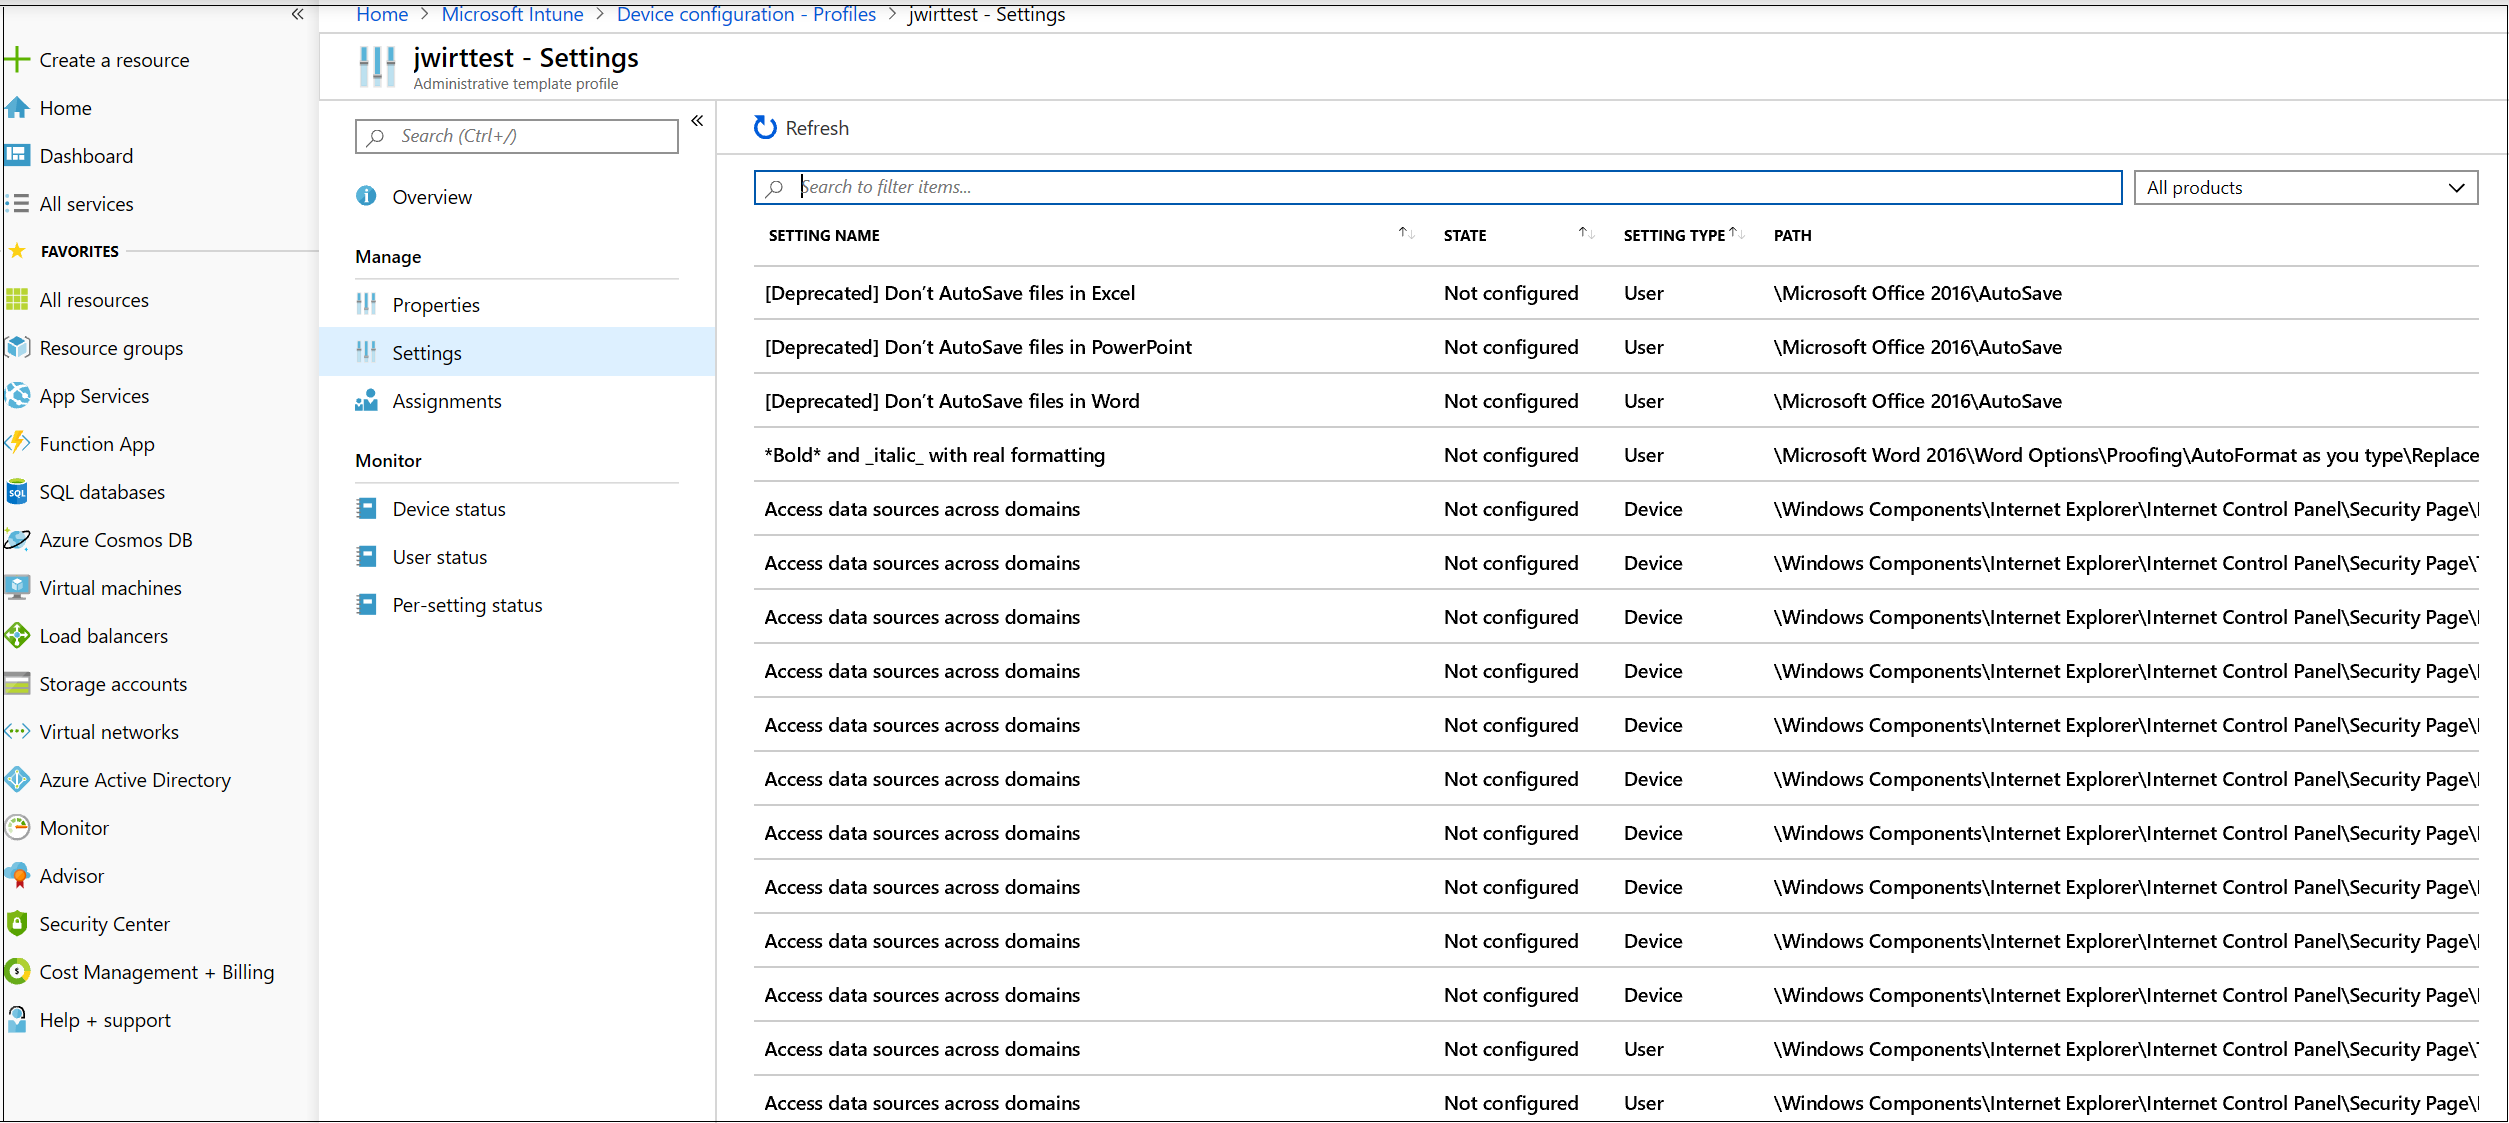 Home > Microsoft Intune > Device configuration - Profiles > jwirttest - Settings
jwirttest - Settings
Administrative template profile
Create a resource
Home
Dashboard
All services
FAVORITES
All resources
Resource groups
App Services
Function App
SQL databases
Azure Cosmos DB
Virtual machines
Load balancers
Storage accounts
Virtual networks
Azure Active Directory
Monitor
Advisor
Security Center
Cost Management + Billing
Help + support
Search (Ctrl+/)
Overview
Manage
Properties
Settings
Assignments
Monitor
Device status
User status
Per-setting status
Refresh
Search to filter items...
All products
SETTING NAME STATE SETTING TYPE PATH
[Deprecated] Don’t AutoSave files in Excel Not configured User \Microsoft Office 2016\AutoSave
[Deprecated] Don’t AutoSave files in PowerPoint Not configured User \Microsoft Office 2016\AutoSave
[Deprecated] Don’t AutoSave files in Word Not configured User \Microsoft Office 2016\AutoSave
*Bold* and _italic_ with real formatting Not configured User \Microsoft Word 2016\Word Options\Proofing\AutoFormat as you type\Replace
Access data sources across domains Not configured Device \Windows Components\Internet Explorer\Internet Control Panel\Security Page\
Access data sources across domains Not configured Device \Windows Components\Internet Explorer\Internet Control Panel\Security Page\
Access data sources across domains Not configured Device \Windows Components\Internet Explorer\Internet Control Panel\Security Page\
Access data sources across domains Not configured Device \Windows Components\Internet Explorer\Internet Control Panel\Security Page\
Access data sources across domains Not configured Device \Windows Components\Internet Explorer\Internet Control Panel\Security Page\
Access data sources across domains Not configured Device \Windows Components\Internet Explorer\Internet Control Panel\Security Page\
Access data sources across domains Not configured Device \Windows Components\Internet Explorer\Internet Control Panel\Security Page\
Access data sources across domains Not configured Device \Windows Components\Internet Explorer\Internet Control Panel\Security Page\
Access data sources across domains Not configured Device \Windows Components\Internet Explorer\Internet Control Panel\Security Page\
Access data sources across domains Not configured Device \Windows Components\Internet Explorer\Internet Control Panel\Security Page\
Access data sources across domains Not configured User \Windows Components\Internet Explorer\Internet Control Panel\Security Page\
Access data sources across domains Not configured User \Windows Components\Internet Explorer\Internet Control Panel\Security Page\